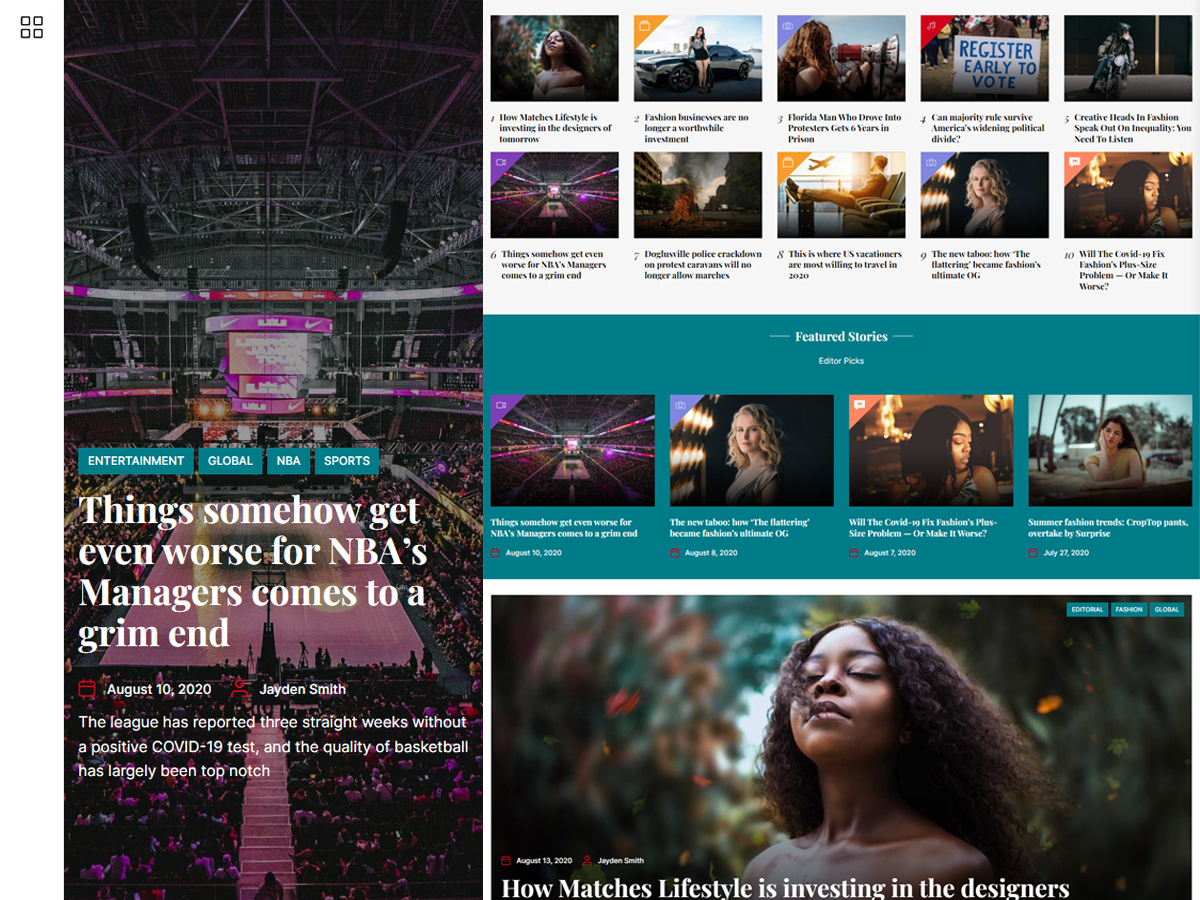 ENTERTAINMENT GLOBAL NBA SPORTS
Things somehow get
even worse for NBA's
Managers comes to a
grim end
August 10, 2020 Jayden Smith
The league has reported three straight weeks without
a positive COVID-19 test, and the quality of basketball
has largely been top notch
REGISTER
EARLY TO
VOTE
1 How Matches Lifestyle is
investing in the designers of
tomorrow
2 Fashion businesses are no
longer a worthwhile
investment
3 Florida Man Who Drove Into
Protesters Gets 6 Years in
Prison
4 Can majority rule survive
America's widening political
divide?
5 Creative Heads In Fashion
Speak Out On Inequality: You
Need To Listen
6 Things somehow get even
worse for NBA's Managers
comes to a grim end
7 Doglusville police crackdown
on protest caravans will no
longer allow marches
8 This is where US vacationers
are most willing to travel in
2020
9 The new taboo: how 'The
flattering' became fashion's
ultimate OG
10 Will The Covid-19 Fix
Fashion's Plus-Size
Problem — Or Make It
Worse?
Featured Stories
Editor Picks
Things somehow get even worse for
NBA's Managers comes to a grim end
August 10, 2020
The new taboo: how 'The flattering'
became fashion's ultimate OG
August 8, 2020
Will The Covid-19 Fix Fashion's Plus-
Size Problem — Or Make It Worse?
August 7, 2020
Summer fashion trends: CropTop pants,
overtake by Surprise
July 27, 2020
EDITORIAL FASHION GLOBAL
August 13, 2020 Jayden Smith
How Matches Lifestyle is investing in the designers